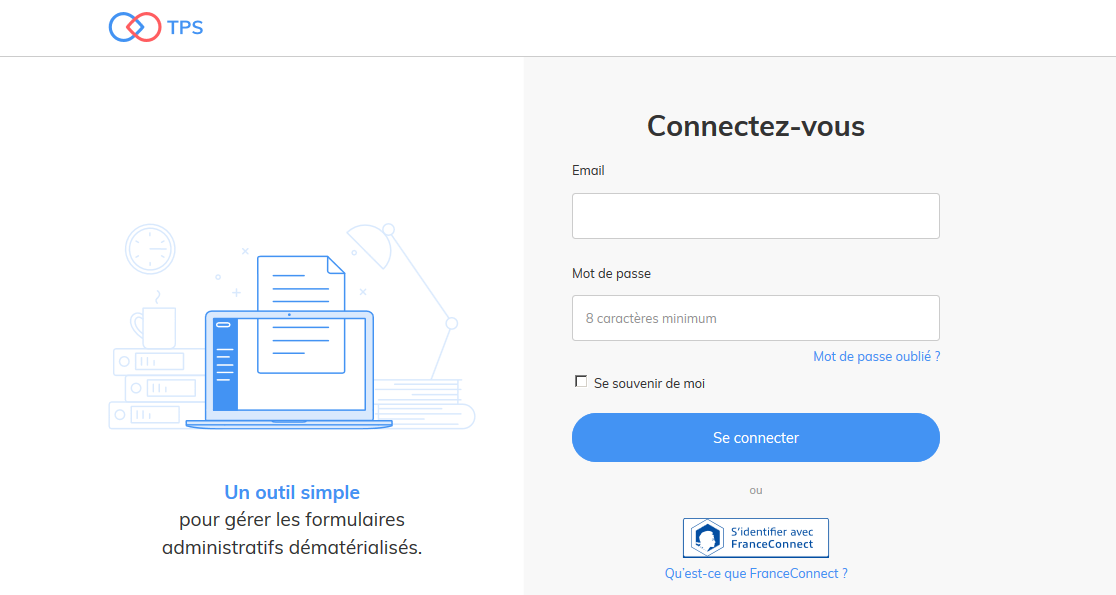 TPS
Un outil simple
pour gérer les formulaires
administratifs dématérialisés.
Connectez-vous
Email
Mot de passe
8 caractères minimum
Mot de passe oublié ?
Se souvenir de moi
Se connecter
ou
S'identifier avec
FranceConnect
Qu'est-ce que FranceConnect ?